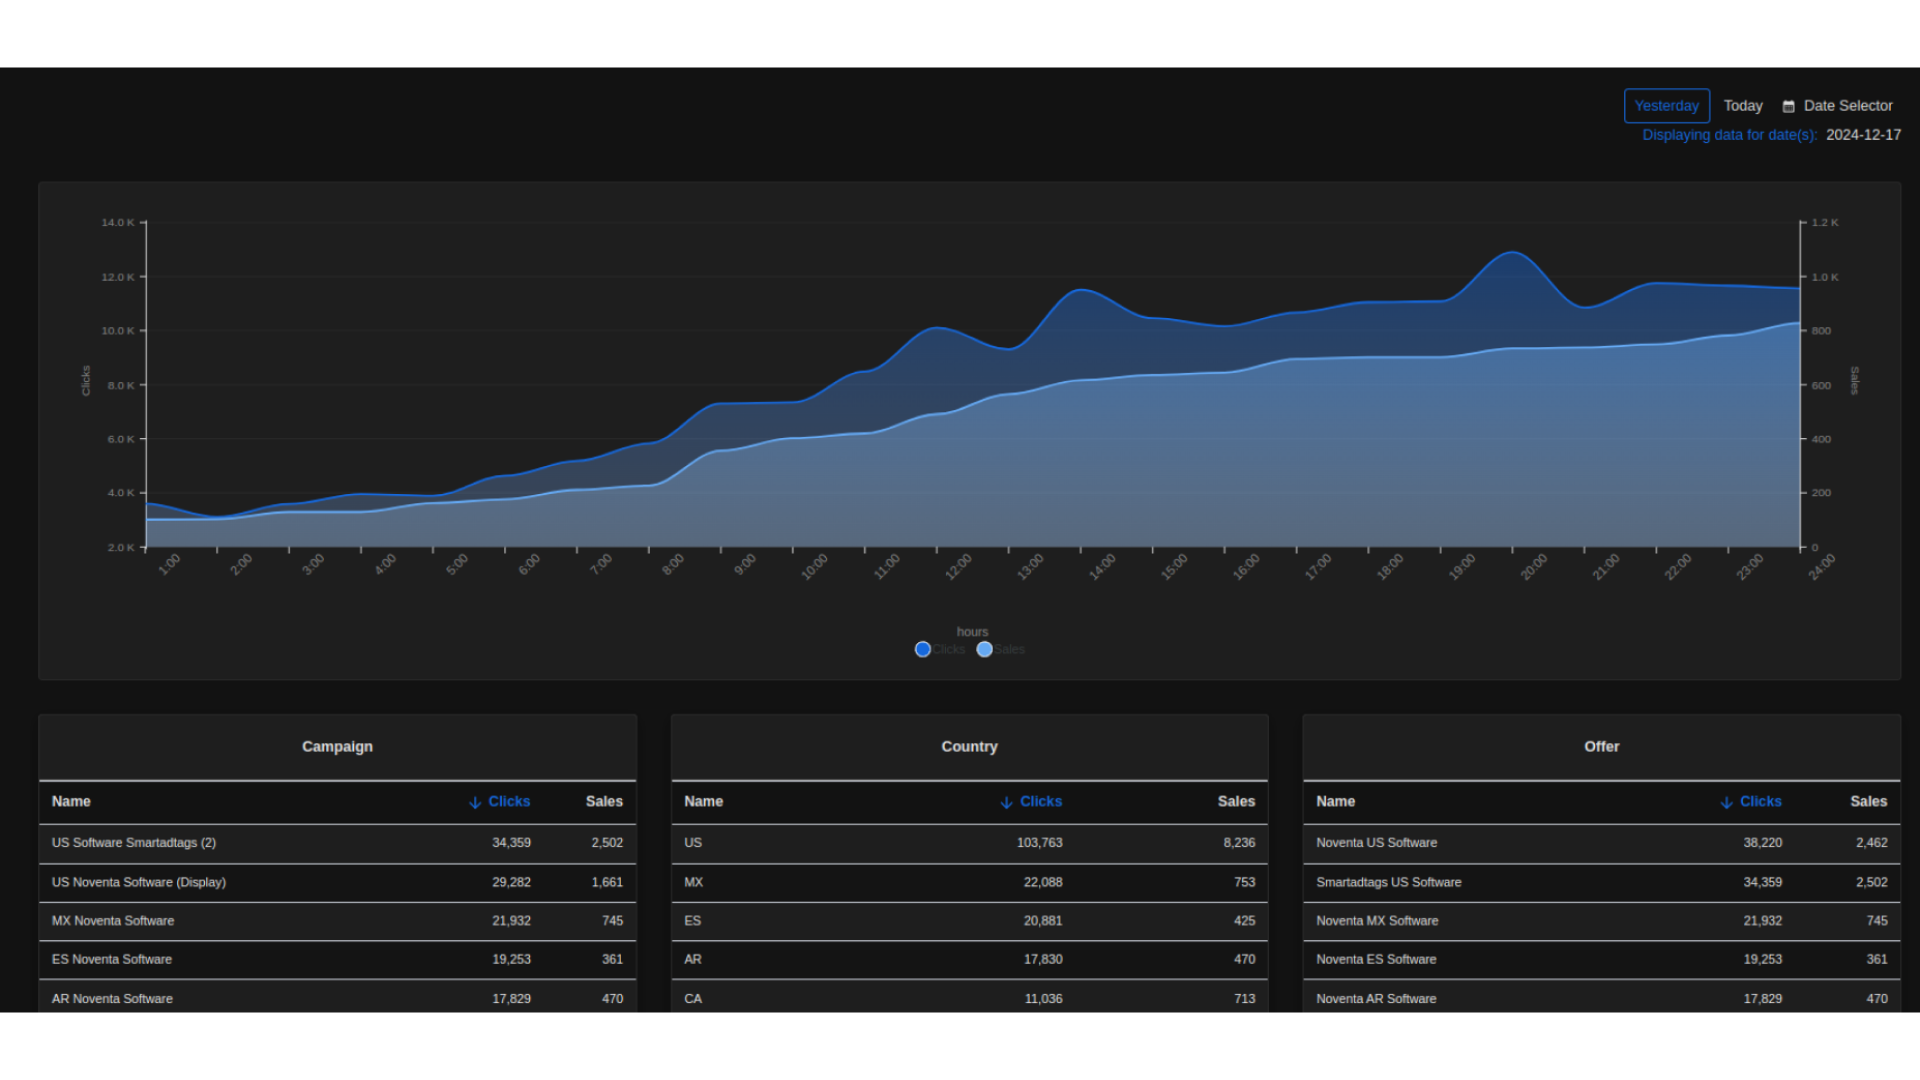 Yesterday Today Date Selector
Displaying data for date(s): 2024-12-17
14.0 K
12.0 K
10.0 K
8.0 K
6.0 K
4.0 K
2.0 K
Clicks
1.2 K
1.0 K
800
600
400
200
0
Sales
1:00 2:00 3:00 4:00 5:00 6:00 7:00 8:00 9:00 10:00 11:00 12:00 13:00 14:00 15:00 16:00 17:00 18:00 19:00 20:00 21:00 22:00 23:00 24:00
hours
Clicks Sales
Campaign
Name Clicks Sales
US Software Smartadtags (2) 34,359 2,502
US Noventa Software (Display) 29,282 1,661
MX Noventa Software 21,932 745
ES Noventa Software 19,253 361
AR Noventa Software 17,829 470
Country
Name Clicks Sales
US 103,763 8,236
MX 22,088 753
ES 20,881 425
AR 17,830 470
CA 11,036 713
Offer
Name Clicks Sales
Noventa US Software 38,220 2,462
Smartadtags US Software 34,359 2,502
Noventa MX Software 21,932 745
Noventa ES Software 19,253 361
Noventa AR Software 17,829 470